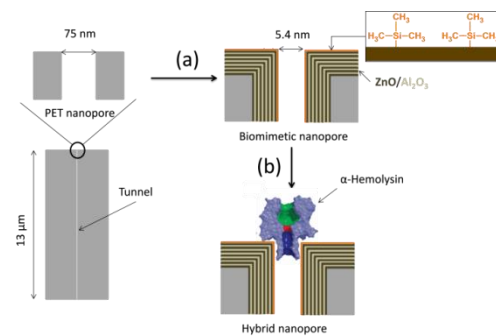 75 nm
(a)
5.4 nm
CH₃
CH₃
H₃C
Si
CH₃
H₃C
Si
CH₃
ZnO/Al₂O₃
PET nanopore
Biomimetic nanopore
(b)
α-Hemolysin
Tunnel
13 µm
Hybrid nanopore